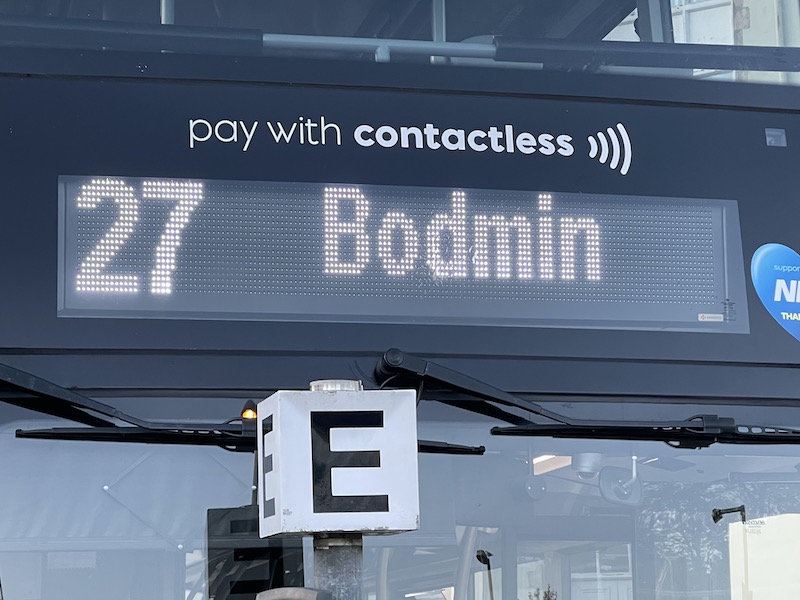 pay with contactless
27 Bodmin
E